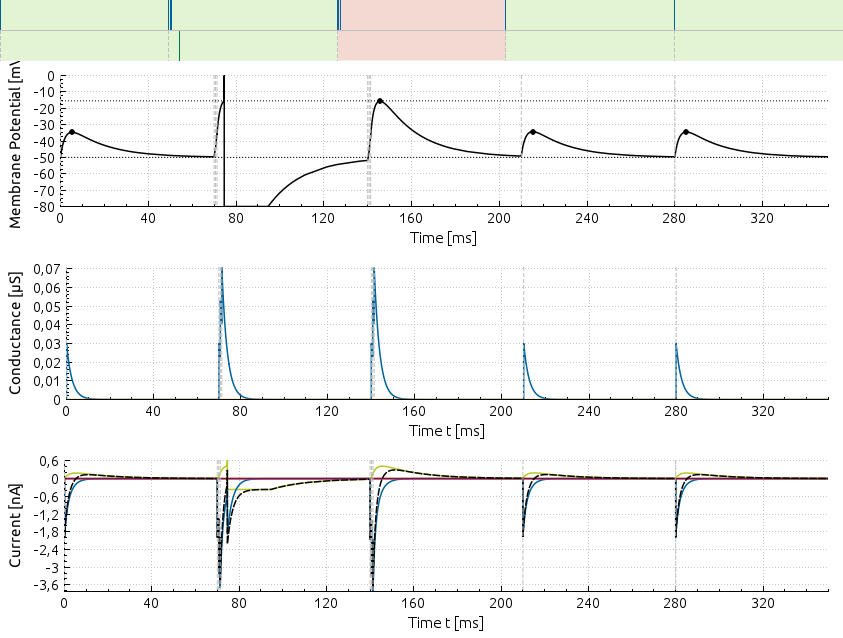 Membrane Potential [mV
0
-10
-20
-30
-40
-50
-60
-70
-80
0 40 80 120 160 200 240 280 320
Time [ms]
Conductance [µS]
0,07
0,06
0,05
0,04
0,03
0,02
0,01
0
0 40 80 120 160 200 240 280 320
Time t [ms]
Current [nA]
0,6
0
-0,6
-1,2
-1,8
-2,4
-3
-3,6
0 40 80 120 160 200 240 280 320
Time t [ms]